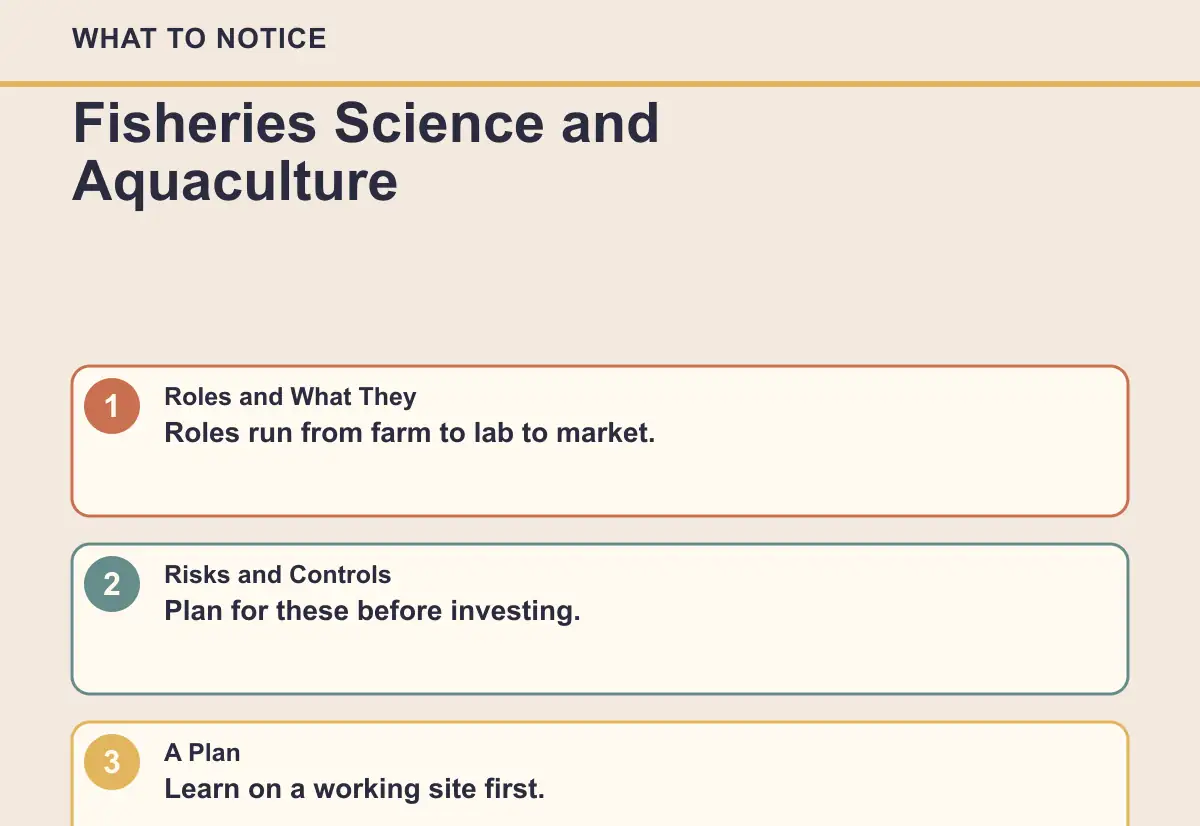 WHAT TO NOTICE
Fisheries Science and
Aquaculture
1
Roles and What They
Roles run from farm to lab to market.
2
Risks and Controls
Plan for these before investing.
3
A Plan
Learn on a working site first.